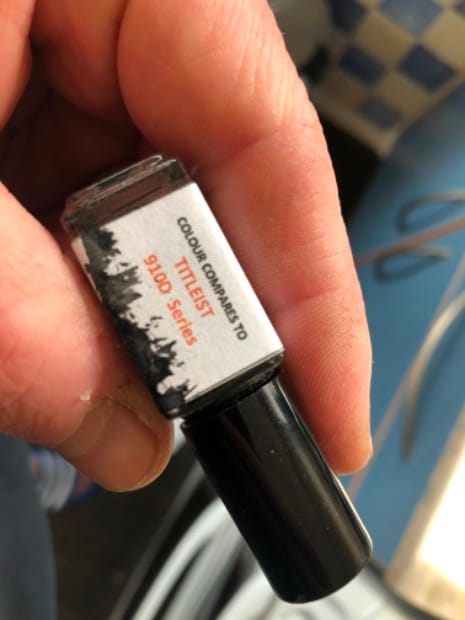 COLOUR COMPARES TO
TITLEIST
910D Series